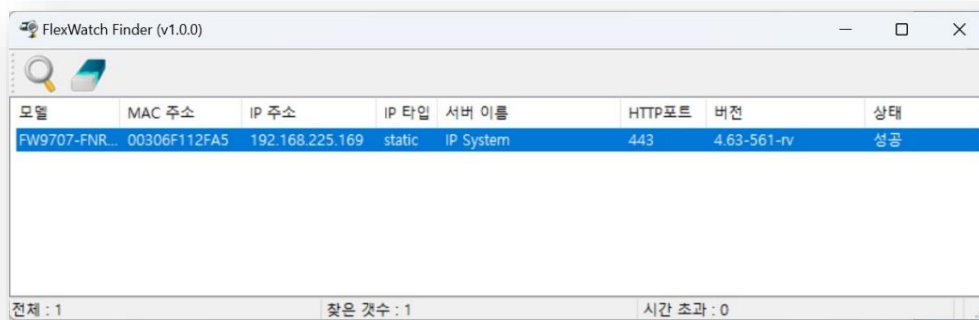 FlexWatch Finder (v1.0.0)
모델 MAC 주소 IP 주소 IP 타입 서버 이름 HTTP포트 버전 상태
FW9707-FNR... 00306F112FA5 192.168.225.169 static IP System 443 4.63-561-rv 성공
전체 : 1 찾은 갯수 : 1 시간 초과 : 0